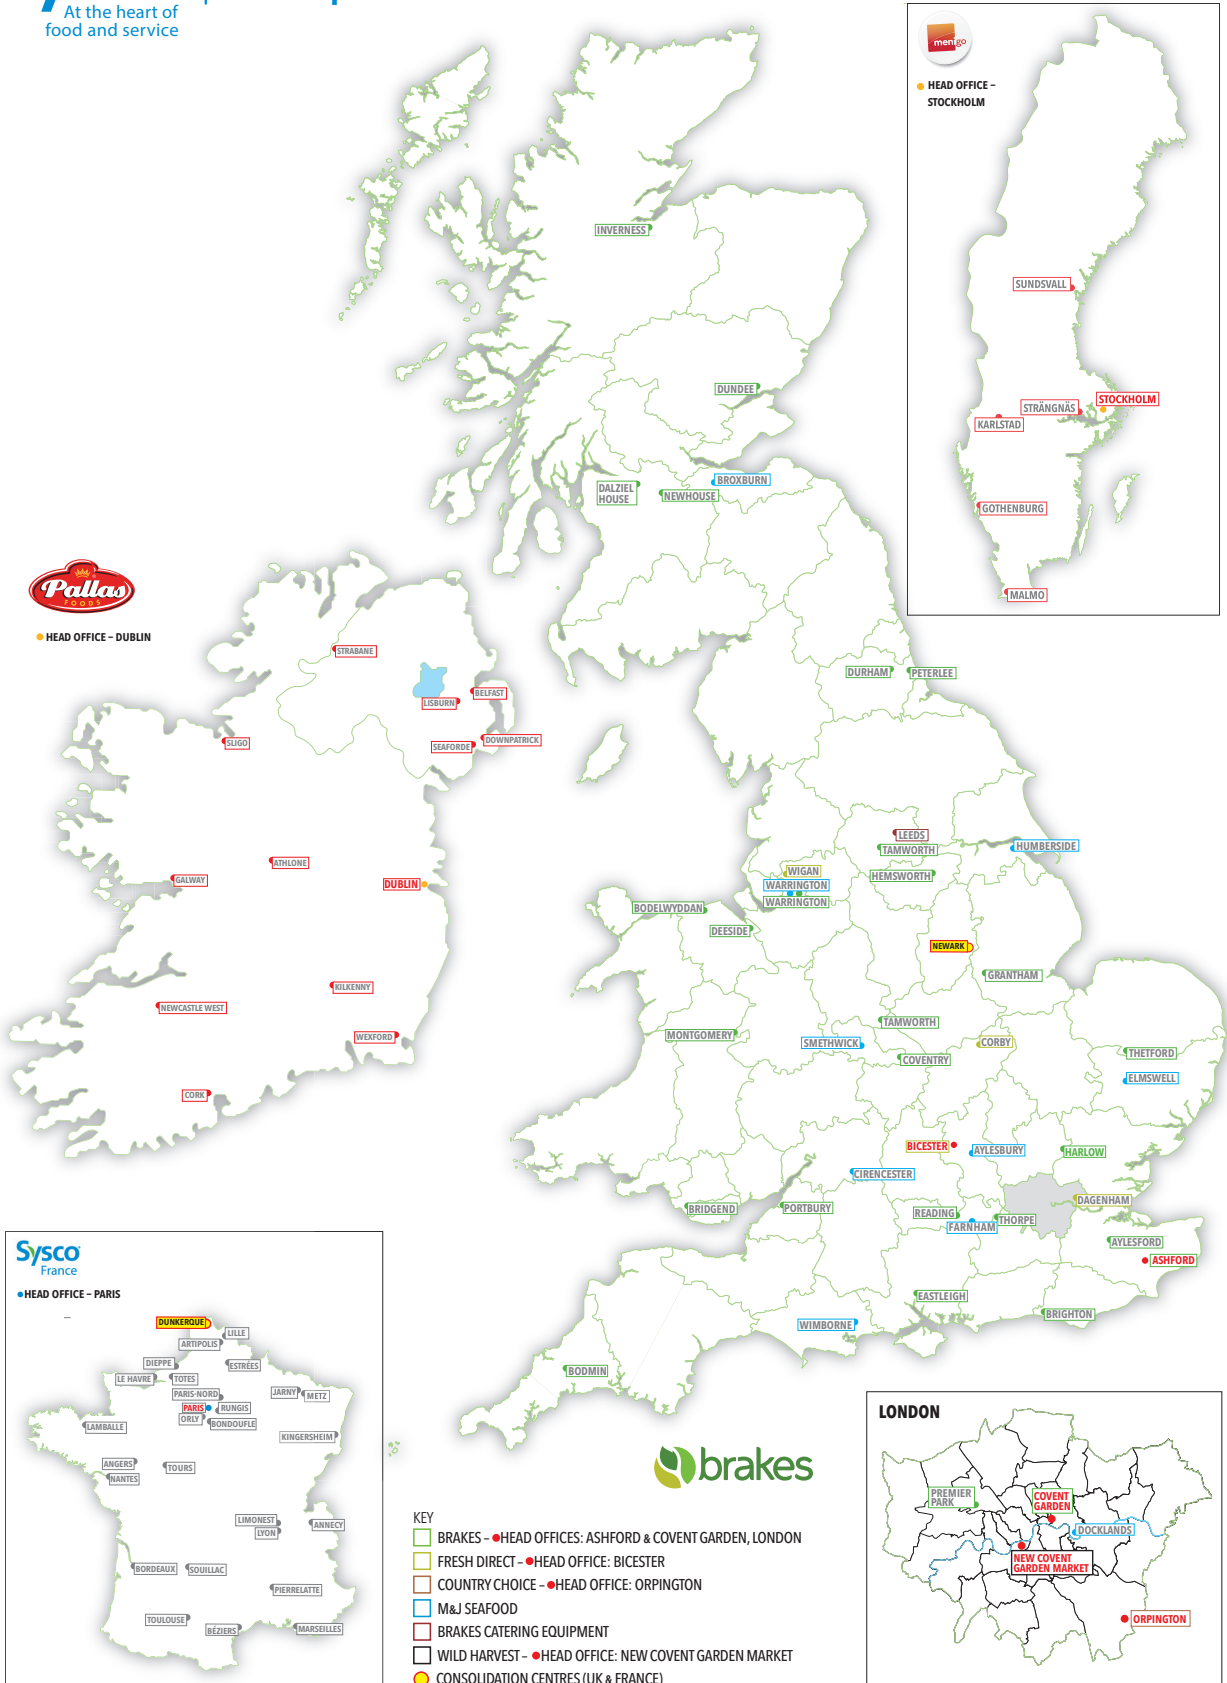 At the heart of
food and service
menigo
HEAD OFFICE –
STOCKHOLM
SUNDSVALL
STRÄNGNÄS
STOCKHOLM
KARLSTAD
GOTHENBURG
MALMO
INVERNESS
DUNDEE
DALZIEL
HOUSE
NEWHOUSE
BROXBURN
Pallas
FOODS
HEAD OFFICE – DUBLIN
STRABANE
BELFAST
LISBURN
DOWNPATRICK
SEAFORDE
SLIGO
ATHLONE
GALWAY
DUBLIN
KILKENNY
NEWCASTLE WEST
WEXFORD
CORK
DURHAM
PETERLEE
LEEDS
TAMWORTH
HUMBERSIDE
WIGAN
HEMSWORTH
WARRINGTON
WARRINGTON
BODELWYDDAN
DEESIDE
NEWARK
GRANTHAM
TAMWORTH
MONTGOMERY
SMETHWICK
CORBY
COVENTRY
THETFORD
ELMSWELL
BICESTER
AYLESBURY
HARLOW
CIRENCESTER
DAGENHAM
BRIDGEND
PORTBURY
READING
THORPE
FARNHAM
AYLESFORD
ASHFORD
EASTLEIGH
BRIGHTON
WIMBORNE
BODMIN
Sysco
France
HEAD OFFICE – PARIS
–
DUNKERQUE
LILLE
ARTIPOLIS
DIEPPE
ESTRÉES
LE HAVRE
TOTES
PARIS-NORD
JARNY
METZ
PARIS
RUNGIS
ORLY
BONDOUFLE
LAMBALLE
KINGERSHEIM
ANGERS
TOURS
NANTES
LIMONEST
ANNECY
LYON
BORDEAUX
SOUILLAC
PIERRELATTE
TOULOUSE
BÉZIERS
MARSEILLES
brakes
KEY
BRAKES – HEAD OFFICES: ASHFORD & COVENT GARDEN, LONDON
FRESH DIRECT – HEAD OFFICE: BICESTER
COUNTRY CHOICE – HEAD OFFICE: ORPINGTON
M&J SEAFOOD
BRAKES CATERING EQUIPMENT
WILD HARVEST – HEAD OFFICE: NEW COVENT GARDEN MARKET
CONSOLIDATION CENTRES (UK & FRANCE)
LONDON
PREMIER
PARK
COVENT
GARDEN
DOCKLANDS
NEW COVENT
GARDEN MARKET
ORPINGTON